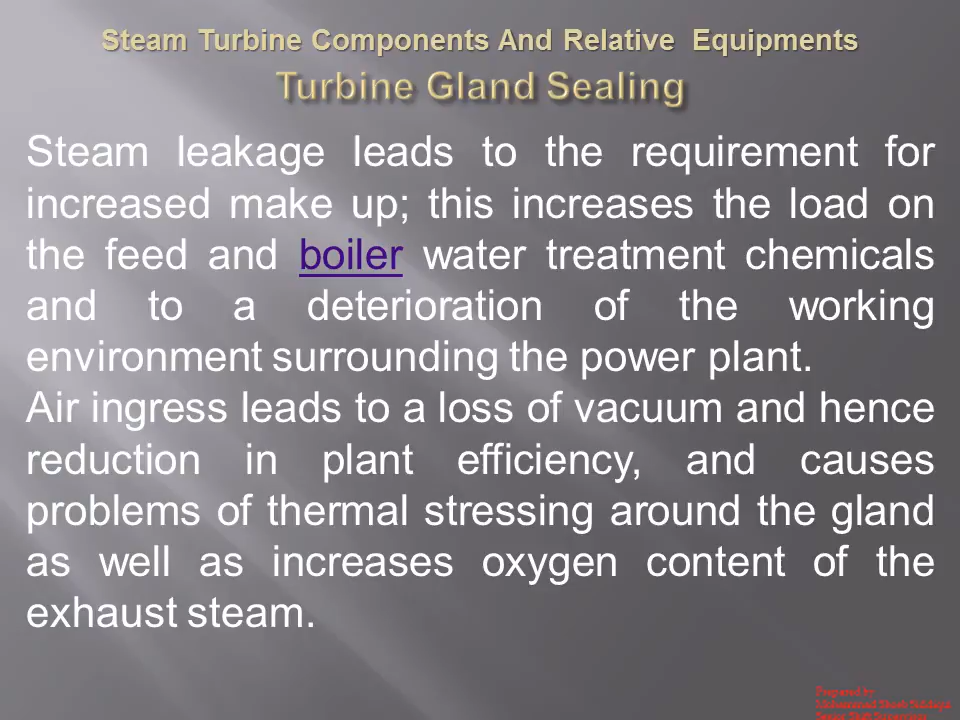 Steam Turbine Components And Relative Equipments
Turbine Gland Sealing
Steam leakage leads to the requirement for
increased make up; this increases the load on
the feed and boiler water treatment chemicals
and to a deterioration of the working
environment surrounding the power plant.
Air ingress leads to a loss of vacuum and hence
reduction in plant efficiency, and causes
problems of thermal stressing around the gland
as well as increases oxygen content of the
exhaust steam.
Prepared by
Mohammad Shoeb